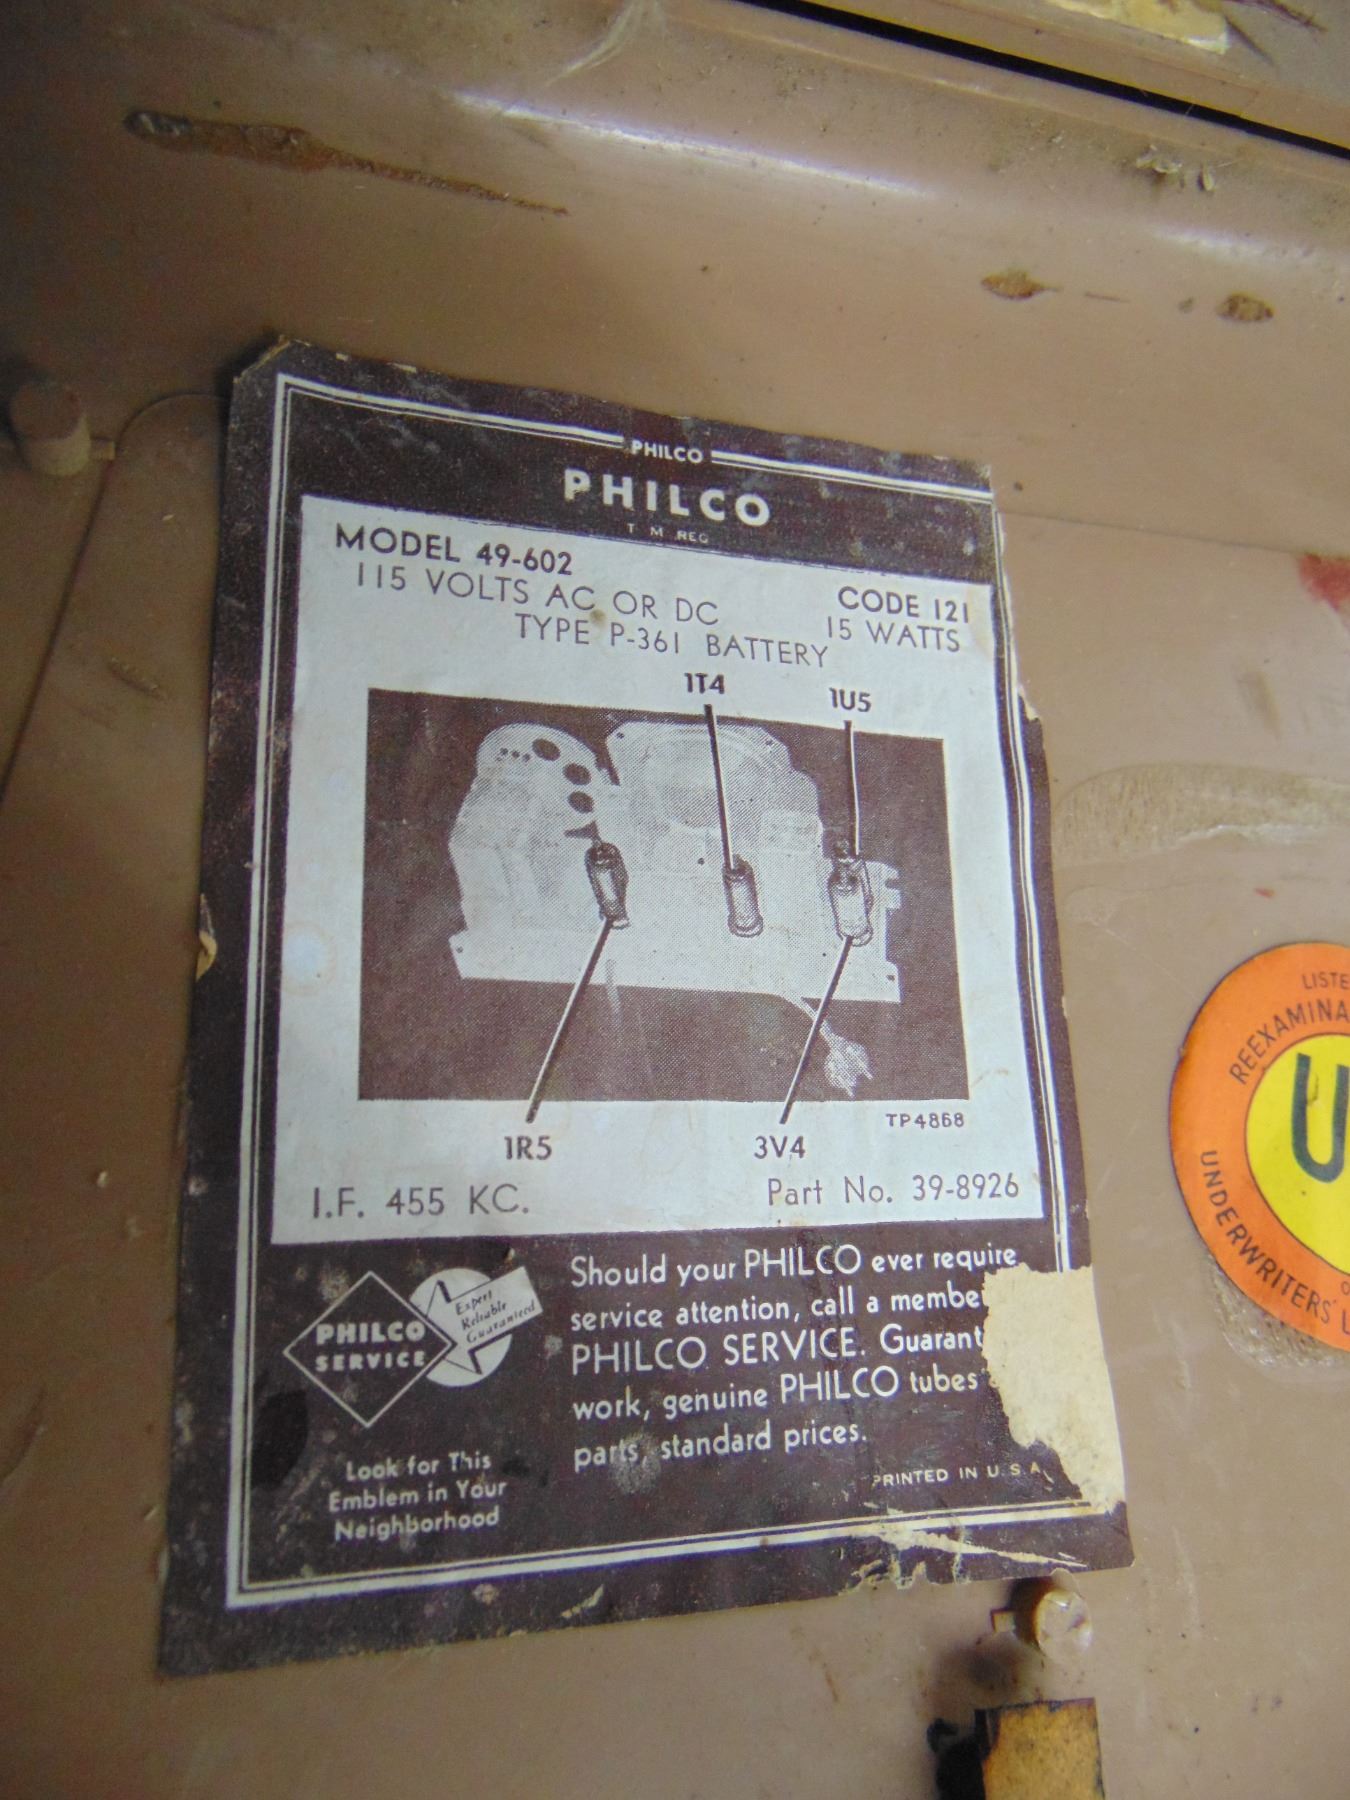 PHILCO
PHILCO
T M REG
MODEL 49-602
CODE 121
115 VOLTS AC OR DC
15 WATTS
TYPE P-361 BATTERY
1T4
1U5
TP4868
1R5
3V4
I.F. 455 KC.
Part No. 39-8926
Should your PHILCO ever require
service attention, call a membe
PHILCO SERVICE. Guarant
work, genuine PHILCO tubes
parts, standard prices.
PRINTED IN U.S.A.
Expert
Reliable
Guaranteed
PHILCO
SERVICE
Look for This
Emblem in Your
Neighborhood
LISTE
REEXAMINA
U
UNDERWRITERS' L